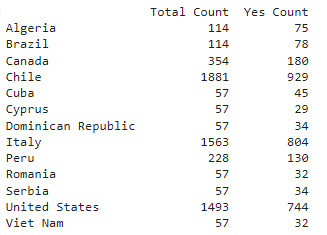 Total Count Yes Count
Algeria 114 75
Brazil 114 78
Canada 354 180
Chile 1881 929
Cuba 57 45
Cyprus 57 29
Dominican Republic 57 34
Italy 1563 804
Peru 228 130
Romania 57 32
Serbia 57 34
United States 1493 744
Viet Nam 57 32